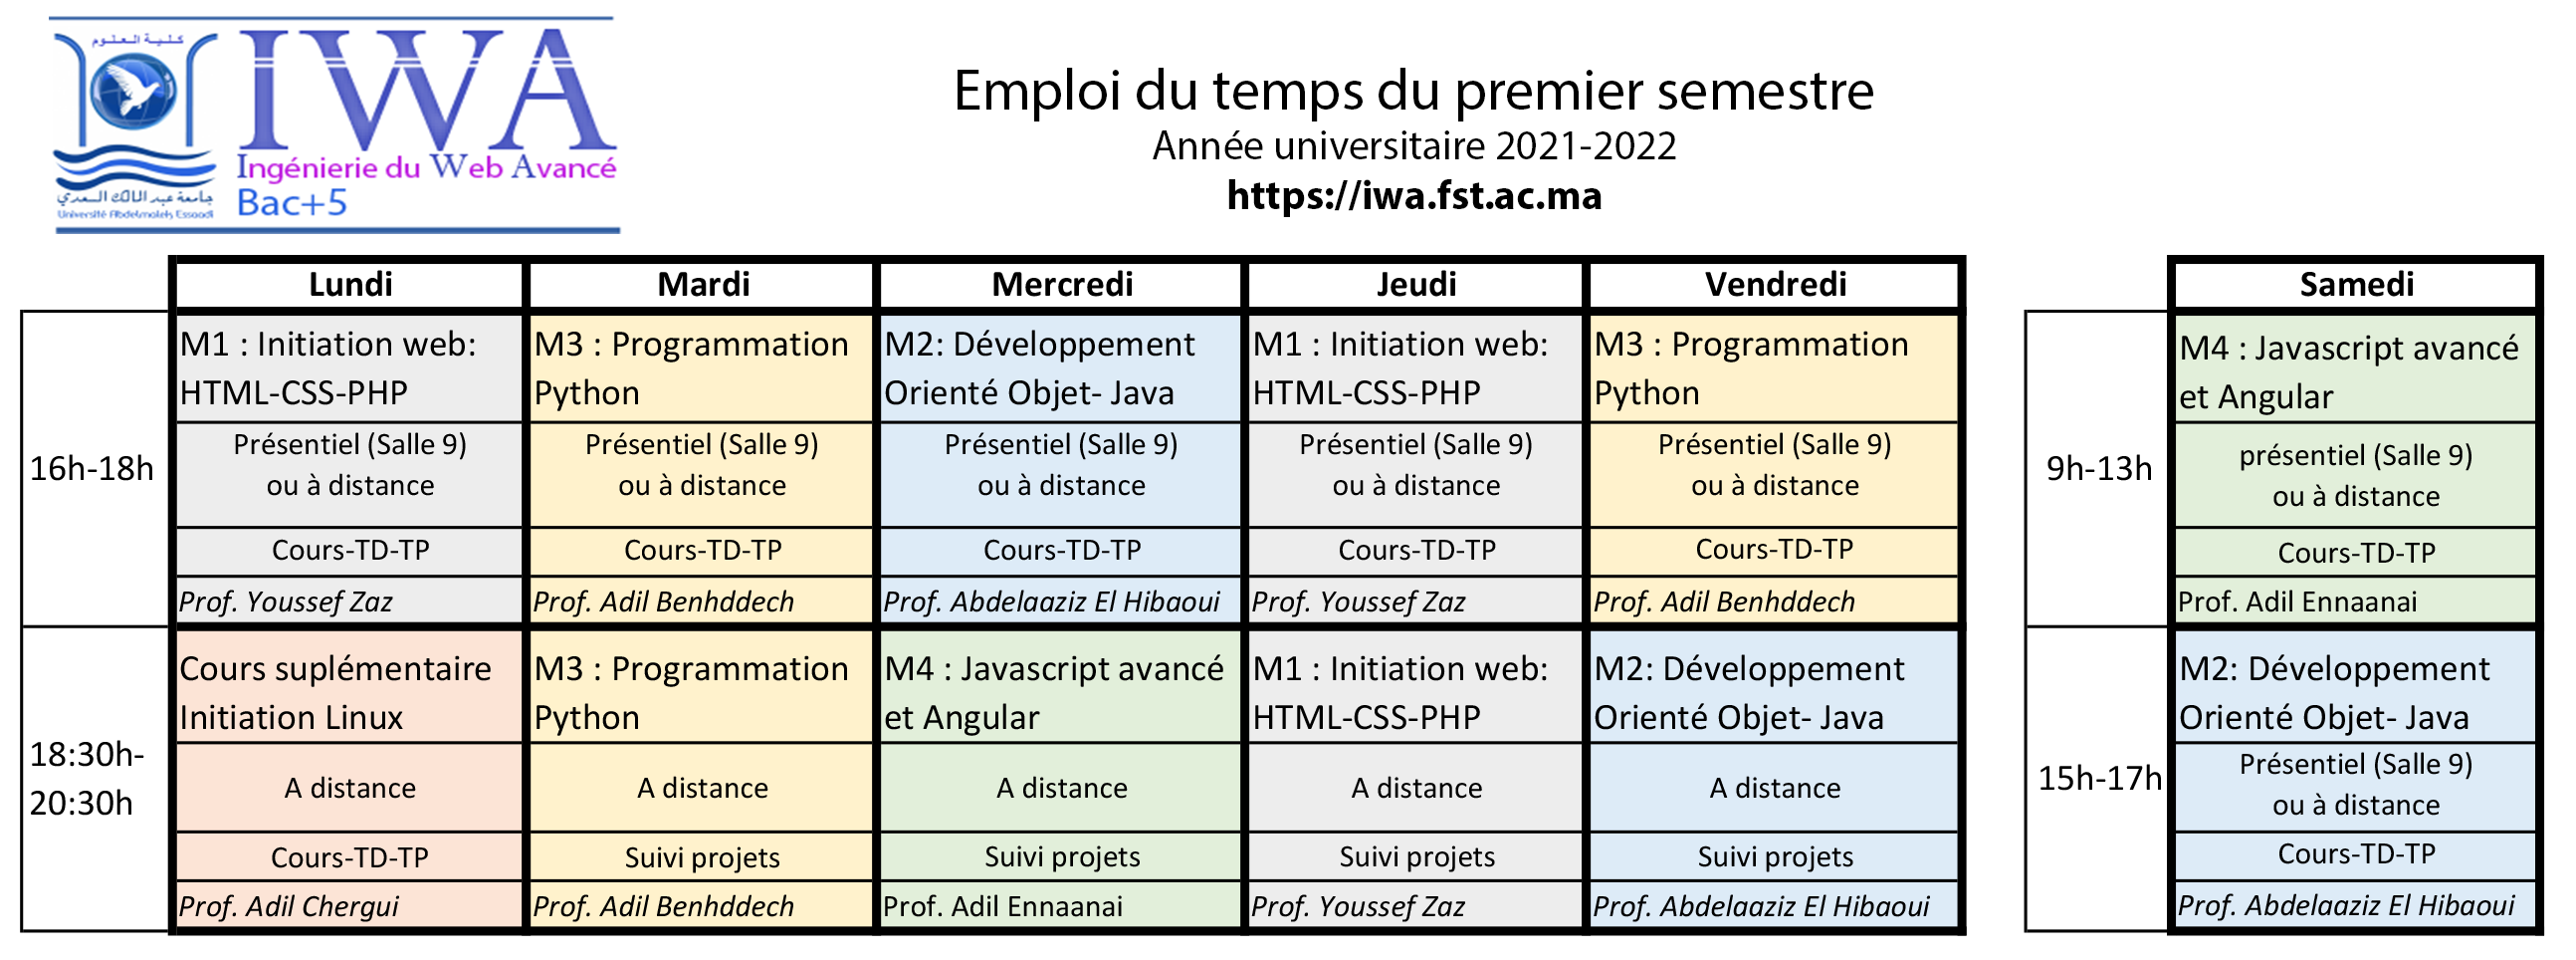 كلية العلوم
IWA
Ingénierie du Web Avancé
Bac+5
جامعة عبد المالك السعدي
Université Abdelmalek Essaadi
Emploi du temps du premier semestre
Année universitaire 2021-2022
https://iwa.fst.ac.ma
Lundi Mardi Mercredi Jeudi Vendredi Samedi
16h-18h
M1 : Initiation web:
HTML-CSS-PHP
Présentiel (Salle 9)
ou à distance
Cours-TD-TP
Prof. Youssef Zaz
M3 : Programmation
Python
Présentiel (Salle 9)
ou à distance
Cours-TD-TP
Prof. Adil Benhddech
M2: Développement
Orienté Objet- Java
Présentiel (Salle 9)
ou à distance
Cours-TD-TP
Prof. Abdelaaziz El Hibaoui
M1 : Initiation web:
HTML-CSS-PHP
Présentiel (Salle 9)
ou à distance
Cours-TD-TP
Prof. Youssef Zaz
M3 : Programmation
Python
Présentiel (Salle 9)
ou à distance
Cours-TD-TP
Prof. Adil Benhddech
9h-13h
M4 : Javascript avancé
et Angular
présentiel (Salle 9)
ou à distance
Cours-TD-TP
Prof. Adil Ennaanai
18:30h-
20:30h
Cours suplémentaire
Initiation Linux
A distance
Cours-TD-TP
Prof. Adil Chergui
M3 : Programmation
Python
A distance
Suivi projets
Prof. Adil Benhddech
M4 : Javascript avancé
et Angular
A distance
Suivi projets
Prof. Adil Ennaanai
M1 : Initiation web:
HTML-CSS-PHP
A distance
Suivi projets
Prof. Youssef Zaz
M2: Développement
Orienté Objet- Java
A distance
Suivi projets
Prof. Abdelaaziz El Hibaoui
15h-17h
M2: Développement
Orienté Objet- Java
Présentiel (Salle 9)
ou à distance
Cours-TD-TP
Prof. Abdelaaziz El Hibaoui